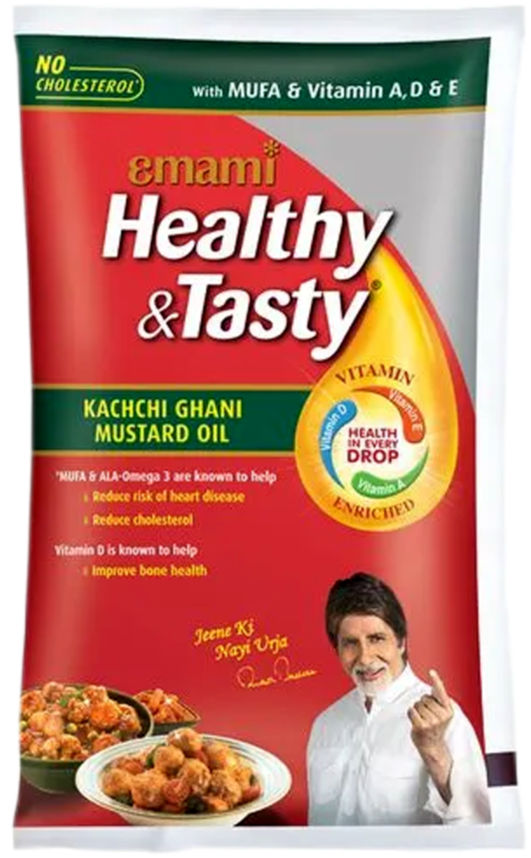 NO
CHOLESTEROL*
With MUFA & Vitamin A, D & E
emami
Healthy
&Tasty®
VITAMIN
Vitamin D
Vitamin E
HEALTH
IN EVERY
DROP
Vitamin A
ENRICHED
KACHCHI GHANI
MUSTARD OIL
*MUFA & ALA-Omega 3 are known to help
Reduce risk of heart disease
Reduce cholesterol
Vitamin D is known to help
Improve bone health
Jeene Ki
Nayi Urja